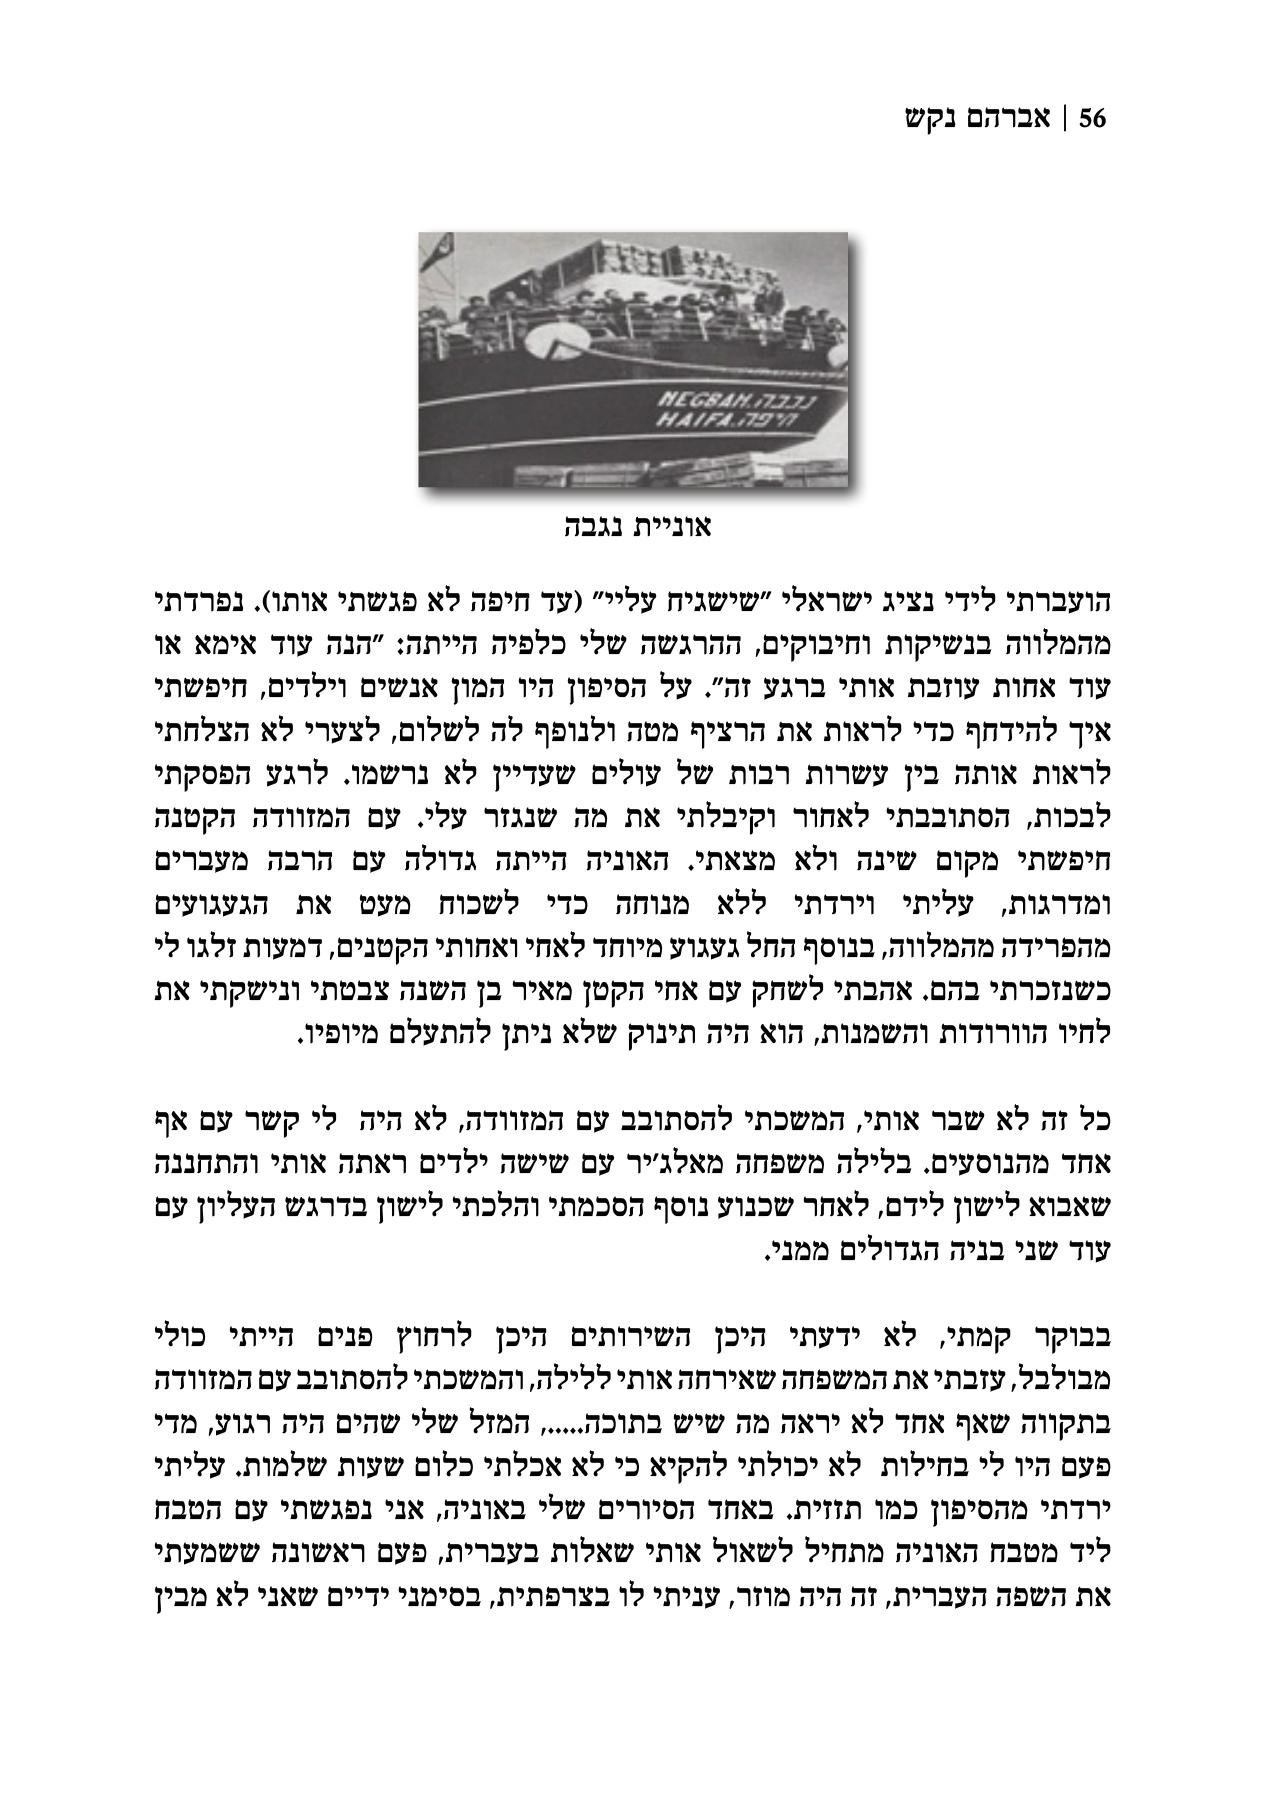 56 | אברהם נקש
NEGBAH.נגבה
HAIFA.חיפה
אוניית נגבה
הועברתי לידי נציג ישראלי "שישגיח עליי" (עד חיפה לא פגשתי אותו). נפרדתי
מהמלווה בנשיקות וחיבוקים, ההרגשה שלי כלפיה הייתה: "הנה עוד אימא או
עוד אחות עוזבת אותי ברגע זה". על הסיפון היו המון אנשים וילדים, חיפשתי
איך להידחף כדי לראות את הרציף מטה ולנופף לה לשלום, לצערי לא הצלחתי
לראות אותה בין עשרות רבות של עולים שעדיין לא נרשמו. לרגע הפסקתי
לבכות, הסתובבתי לאחור וקיבלתי את מה שנגזר עלי. עם המזוודה הקטנה
חיפשתי מקום שינה ולא מצאתי. האוניה הייתה גדולה עם הרבה מעברים
ומדרגות, עליתי וירדתי ללא מנוחה כדי לשכוח מעט את הגעגועים
מהפרידה מהמלווה, בנוסף החל געגוע מיוחד לאחי ואחותי הקטנים, דמעות זלגו לי
כשנזכרתי בהם. אהבתי לשחק עם אחי הקטן מאיר בן השנה צבטתי ונישקתי את
לחיו הוורודות והשמנות, הוא היה תינוק שלא ניתן להתעלם מיופיו.
כל זה לא שבר אותי, המשכתי להסתובב עם המזוודה, לא היה לי קשר עם אף
אחד מהנוסעים. בלילה משפחה מאלג'יר עם שישה ילדים ראתה אותי והתחננה
שאבוא לישון לידם, לאחר שכנוע נוסף הסכמתי והלכתי לישון בדרגש העליון עם
עוד שני בניה הגדולים ממני.
בבוקר קמתי, לא ידעתי היכן השירותים היכן לרחוץ פנים הייתי כולי
מבולבל, עזבתי את המשפחה שאירחה אותי ללילה, והמשכתי להסתובב עם המזוודה
בתקווה שאף אחד לא יראה מה שיש בתוכה....., המזל שלי שהים היה רגוע, מדי
פעם היו לי בחילות לא יכולתי להקיא כי לא אכלתי כלום שעות שלמות. עליתי
ירדתי מהסיפון כמו תזזית. באחד הסיורים שלי באוניה, אני נפגשתי עם הטבח
ליד מטבח האוניה מתחיל לשאול אותי שאלות בעברית, פעם ראשונה ששמעתי
את השפה העברית, זה היה מוזר, עניתי לו בצרפתית, בסימני ידיים שאני לא מבין